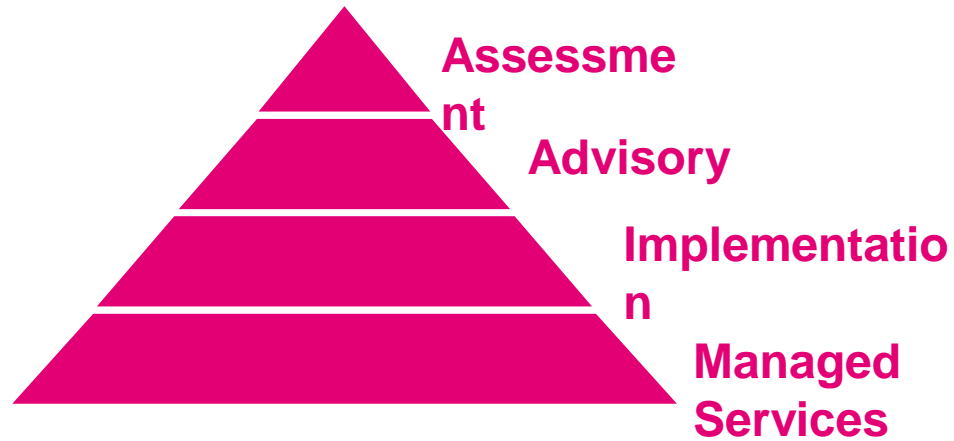 Assessme
nt
Advisory
Implementatio
n
Managed
Services